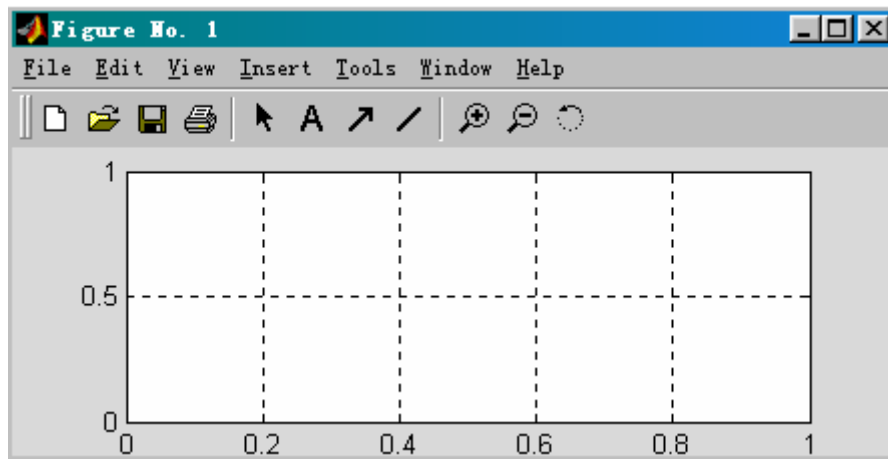 Figure No. 1
File Edit View Insert Tools Window Help
A
1
0.5
0
0 0.2 0.4 0.6 0.8 1